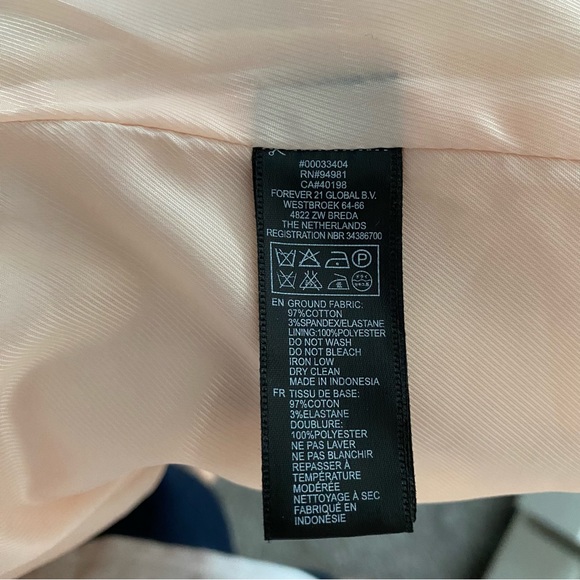 #00033404
RN#94981
CA#40198
FOREVER 21 GLOBAL B.V.
WESTBROEK 64-66
4822 ZW BREDA
THE NETHERLANDS
REGISTRATION NBR 34386700
P
EN GROUND FABRIC:
97%COTTON
3%SPANDEX/ELASTANE
LINING:100%POLYESTER
DO NOT WASH
DO NOT BLEACH
IRON LOW
DRY CLEAN
MADE IN INDONESIA
FR TISSU DE BASE:
97%COTON
3%ELASTANE
DOUBLURE:
100%POLYESTER
NE PAS LAVER
NE PAS BLANCHIR
REPASSER À
TEMPÉRATURE
MODÉRÉE
NETTOYAGE À SEC
FABRIQUÉ EN
INDONÉSIE